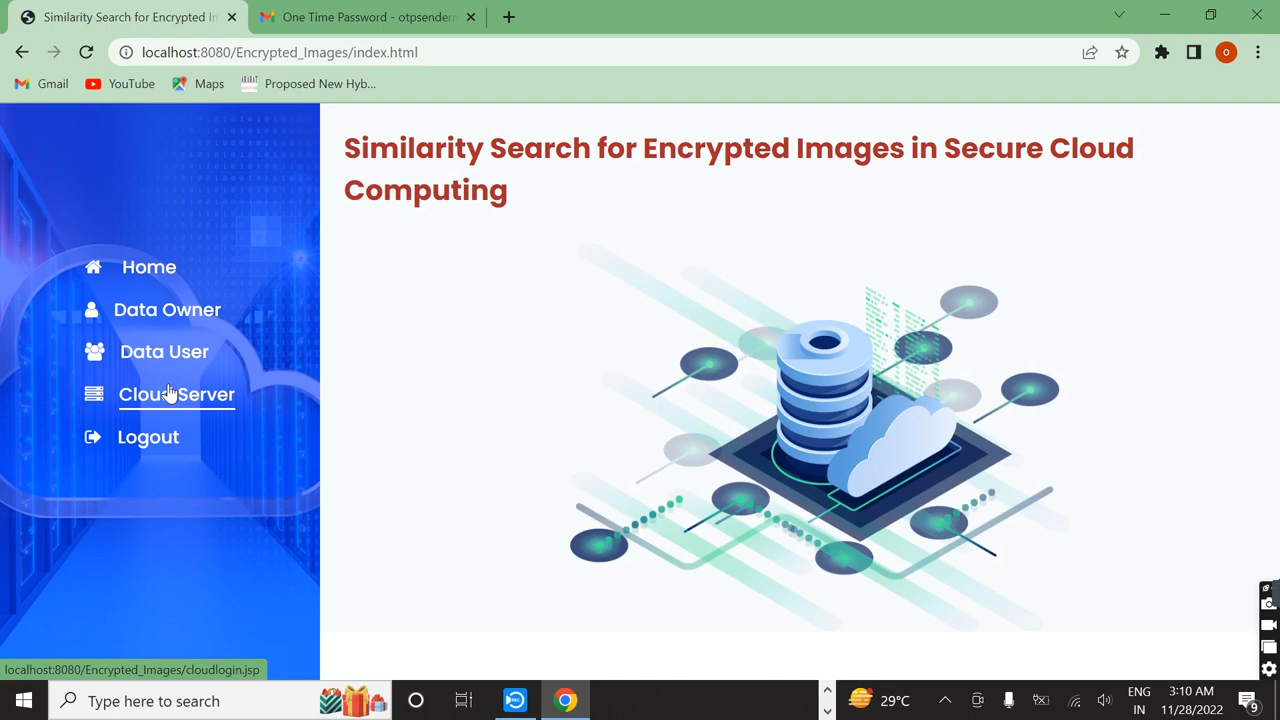 Similarity Search for Encrypted In
One Time Password - otpsender
localhost:8080/Encrypted_Images/index.html
O
Gmail
YouTube
Maps
Proposed New Hyb...
Similarity Search for Encrypted Images in Secure Cloud
Computing
Home
Data Owner
Data User
Cloud Server
Logout
localhost:8080/Encrypted_Images/cloudlogin.jsp
Type here to search
29°C
ENG
IN
3:10 AM
11/28/2022
9